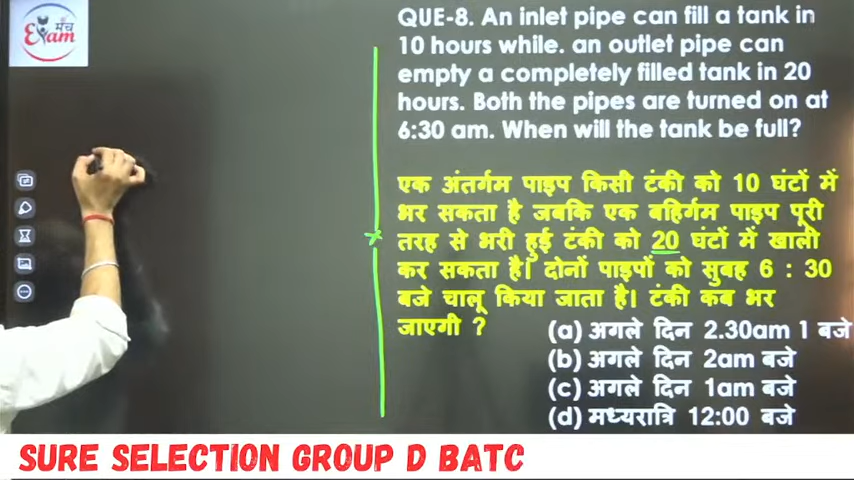 मंच
Exam
QUE-8. An inlet pipe can fill a tank in
10 hours while. an outlet pipe can
empty a completely filled tank in 20
hours. Both the pipes are turned on at
6:30 am. When will the tank be full?
एक अंतर्गम पाइप किसी टंकी को 10 घंटों में
भर सकता है जबकि एक बहिर्गम पाइप पूरी
तरह से भरी हुई टंकी को 20 घंटों में खाली
कर सकता है। दोनों पाइपों को सुबह 6 : 30
बजे चालू किया जाता है। टंकी कब भर
जाएगी ?
(a) अगले दिन 2.30am 1 बजे
(b) अगले दिन 2am बजे
(c) अगले दिन 1am बजे
(d) मध्यरात्रि 12:00 बजे
SURE SELECTION GROUP D BATC